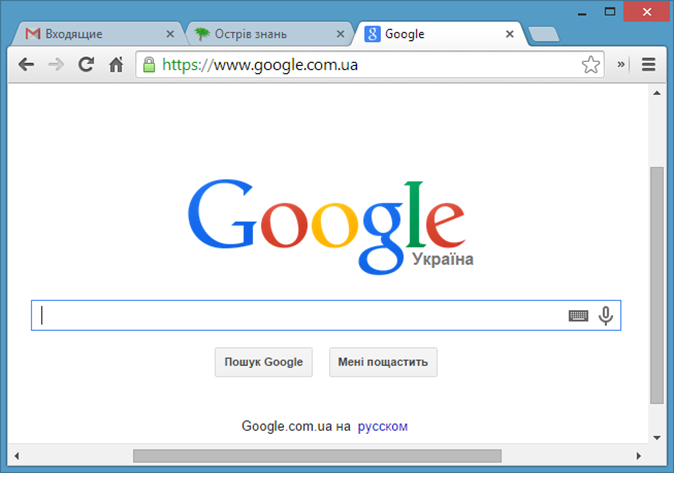 Входящие Острів знань Google
https://www.google.com.ua
Google
Україна
Пошук Google Мені пощастить
Google.com.ua на русском